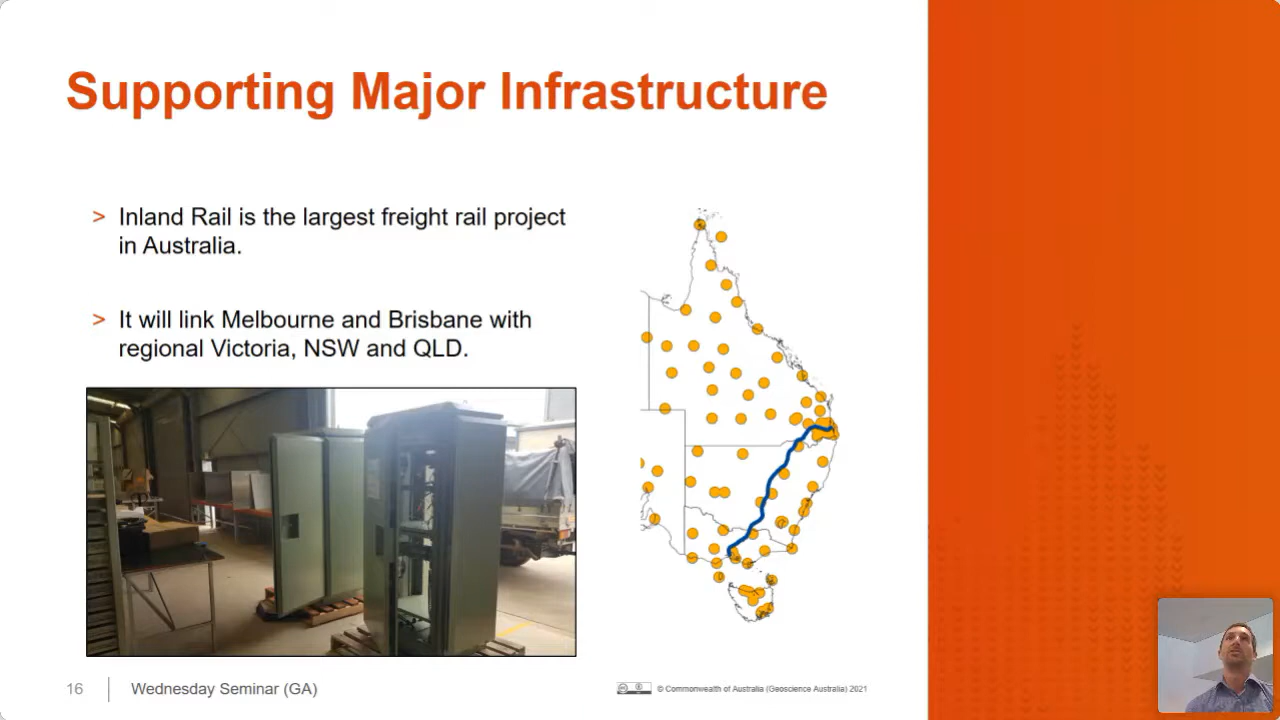 Supporting Major Infrastructure
> Inland Rail is the largest freight rail project
in Australia.
> It will link Melbourne and Brisbane with
regional Victoria, NSW and QLD.
16
Wednesday Seminar (GA)
© Commonwealth of Australia (Geoscience Australia) 2021